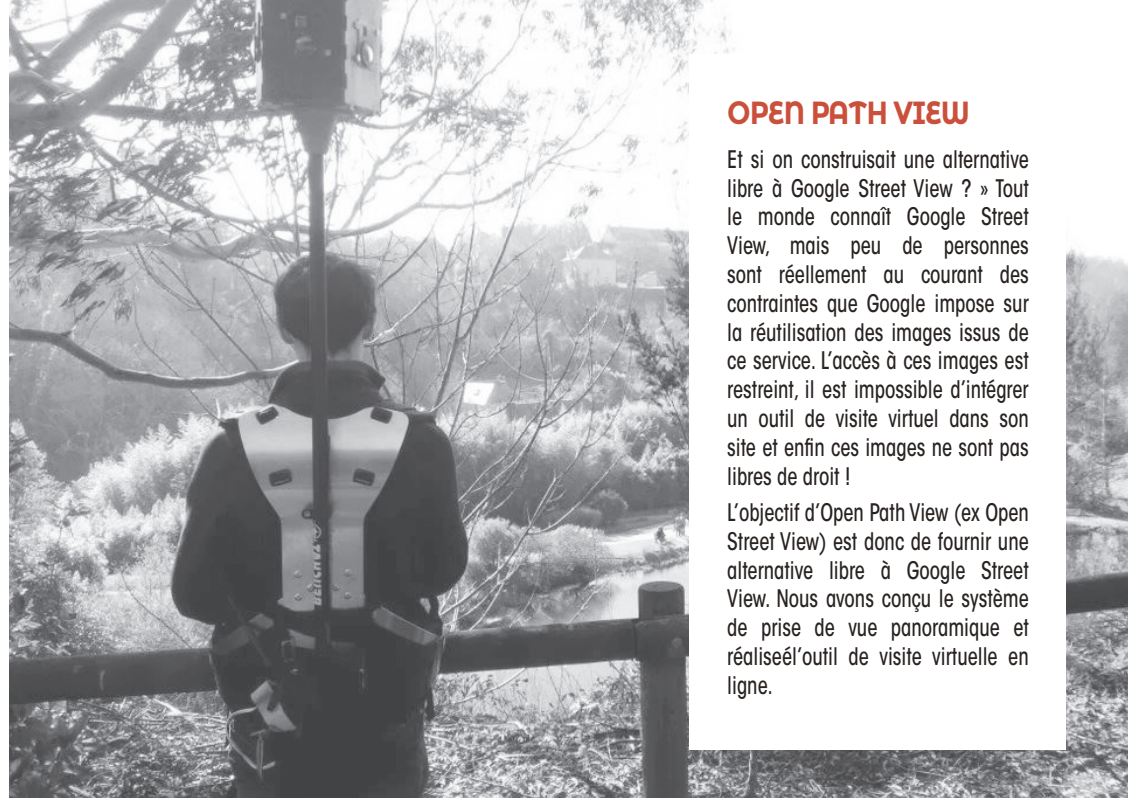 OPEN PATH VIEW
Et si on construisait une alternative
libre à Google Street View ? » Tout
le monde connaît Google Street
View, mais peu de personnes
sont réellement au courant des
contraintes que Google impose sur
la réutilisation des images issus de
ce service. L'accès à ces images est
restreint, il est impossible d'intégrer
un outil de visite virtuel dans son
site et enfin ces images ne sont pas
libres de droit !
L'objectif d'Open Path View (ex Open
Street View) est donc de fournir une
alternative libre à Google Street
View. Nous avons conçu le système
de prise de vue panoramique et
réaliseél'outil de visite virtuelle en
ligne.